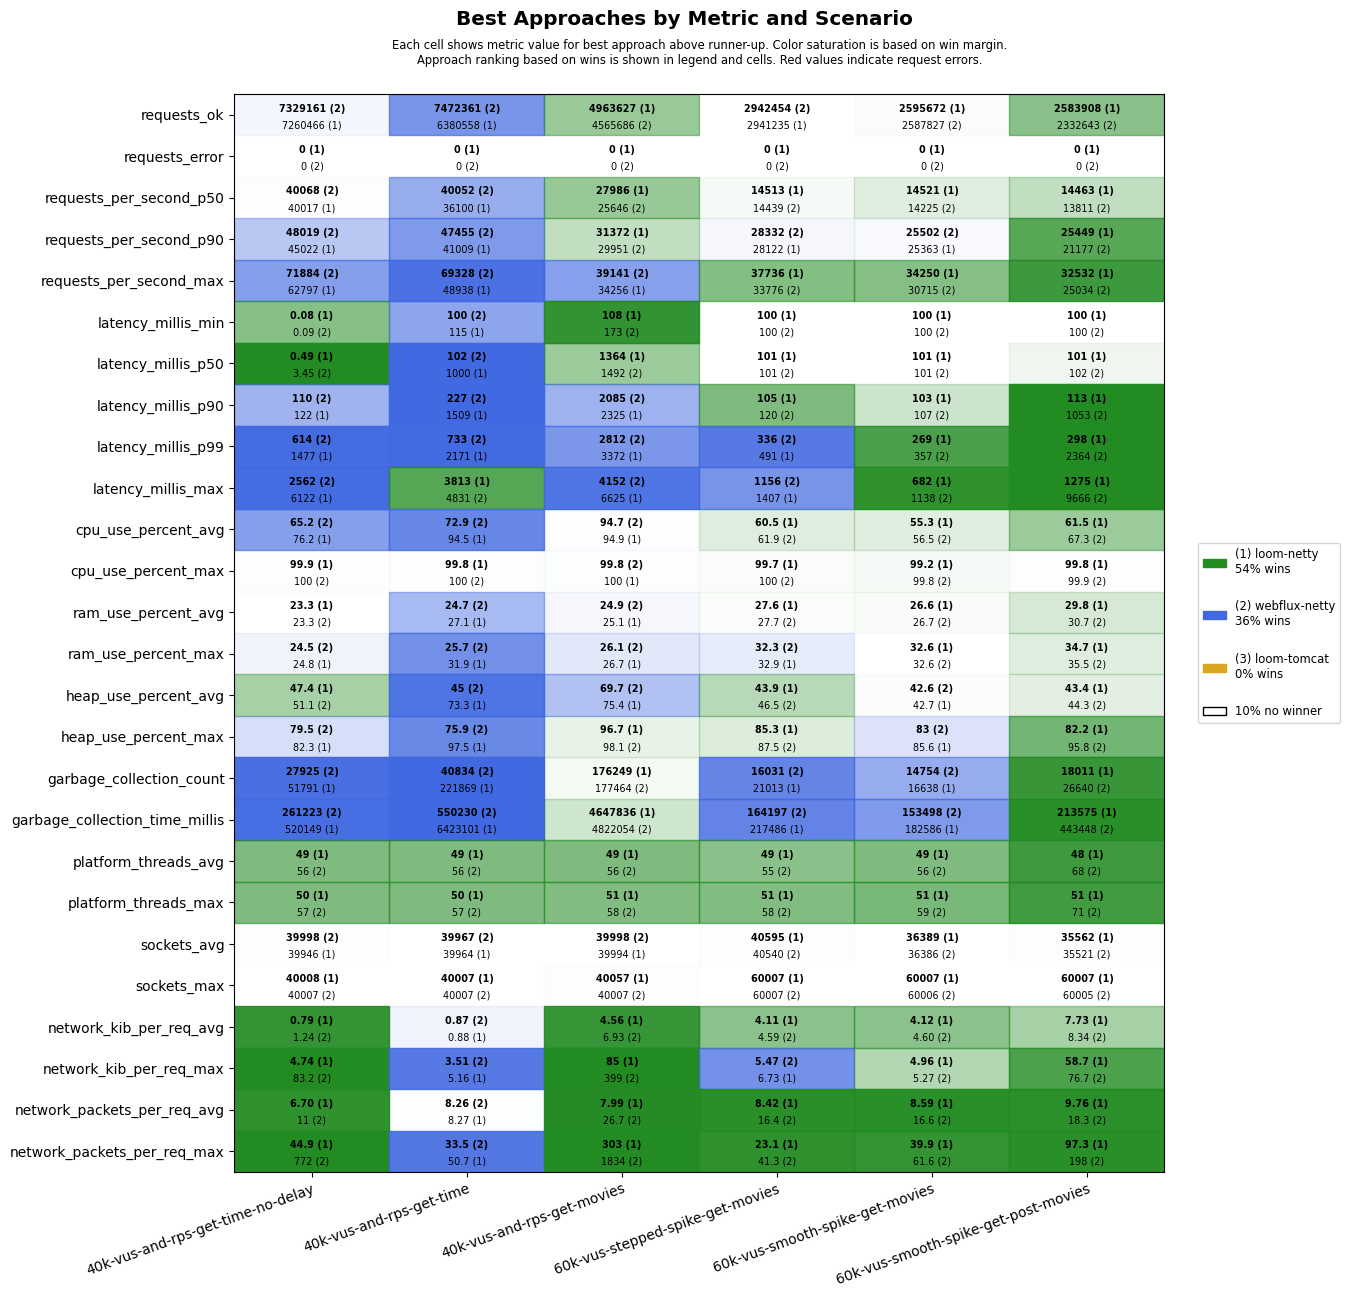 Best Approaches by Metric and Scenario
Each cell shows metric value for best approach above runner-up. Color saturation is based on win margin.
Approach ranking based on wins is shown in legend and cells. Red values indicate request errors.
requests_ok
7329161 (2) 7472361 (2) 4963627 (1) 2942454 (2) 2595672 (1) 2583908 (1)
7260466 (1) 6380558 (1) 4565686 (2) 2941235 (1) 2587827 (2) 2332643 (2)
requests_error
0 (1) 0 (1) 0 (1) 0 (1) 0 (1) 0 (1)
0 (2) 0 (2) 0 (2) 0 (2) 0 (2) 0 (2)
requests_per_second_p50
40068 (2) 40052 (2) 27986 (1) 14513 (1) 14521 (1) 14463 (1)
40017 (1) 36100 (1) 25646 (2) 14439 (2) 14225 (2) 13811 (2)
requests_per_second_p90
48019 (2) 47455 (2) 31372 (1) 28332 (2) 25502 (2) 25449 (1)
45022 (1) 41009 (1) 29951 (2) 28122 (1) 25363 (1) 21177 (2)
requests_per_second_max
71884 (2) 69328 (2) 39141 (2) 37736 (1) 34250 (1) 32532 (1)
62797 (1) 48938 (1) 34256 (1) 33776 (2) 30715 (2) 25034 (2)
latency_millis_min
0.08 (1) 100 (2) 108 (1) 100 (1) 100 (1) 100 (1)
0.09 (2) 115 (1) 173 (2) 100 (2) 100 (2) 100 (2)
latency_millis_p50
0.49 (1) 102 (2) 1364 (1) 101 (1) 101 (1) 101 (1)
3.45 (2) 1000 (1) 1492 (2) 101 (2) 101 (2) 102 (2)
latency_millis_p90
110 (2) 227 (2) 2085 (2) 105 (1) 103 (1) 113 (1)
122 (1) 1509 (1) 2325 (1) 120 (2) 107 (2) 1053 (2)
latency_millis_p99
614 (2) 733 (2) 2812 (2) 336 (2) 269 (1) 298 (1)
1477 (1) 2171 (1) 3372 (1) 491 (1) 357 (2) 2364 (2)
latency_millis_max
2562 (2) 3813 (1) 4152 (2) 1156 (2) 682 (1) 1275 (1)
6122 (1) 4831 (2) 6625 (1) 1407 (1) 1138 (2) 9666 (2)
cpu_use_percent_avg
65.2 (2) 72.9 (2) 94.7 (2) 60.5 (1) 55.3 (1) 61.5 (1)
76.2 (1) 94.5 (1) 94.9 (1) 61.9 (2) 56.5 (2) 67.3 (2)
cpu_use_percent_max
99.9 (1) 99.8 (1) 99.8 (2) 99.7 (1) 99.2 (1) 99.8 (1)
100 (2) 100 (2) 100 (1) 100 (2) 99.8 (2) 99.9 (2)
ram_use_percent_avg
23.3 (1) 24.7 (2) 24.9 (2) 27.6 (1) 26.6 (1) 29.8 (1)
23.3 (2) 27.1 (1) 25.1 (1) 27.7 (2) 26.7 (2) 30.7 (2)
ram_use_percent_max
24.5 (2) 25.7 (2) 26.1 (2) 32.3 (2) 32.6 (1) 34.7 (1)
24.8 (1) 31.9 (1) 26.7 (1) 32.9 (1) 32.6 (2) 35.5 (2)
heap_use_percent_avg
47.4 (1) 45 (2) 69.7 (2) 43.9 (1) 42.6 (2) 43.4 (1)
51.1 (2) 73.3 (1) 75.4 (1) 46.5 (2) 42.7 (1) 44.3 (2)
heap_use_percent_max
79.5 (2) 75.9 (2) 96.7 (1) 85.3 (1) 83 (2) 82.2 (1)
82.3 (1) 97.5 (1) 98.1 (2) 87.5 (2) 85.6 (1) 95.8 (2)
garbage_collection_count
27925 (2) 40834 (2) 176249 (1) 16031 (2) 14754 (2) 18011 (1)
51791 (1) 221869 (1) 177464 (2) 21013 (1) 16638 (1) 26640 (2)
garbage_collection_time_millis
261223 (2) 550230 (2) 4647836 (1) 164197 (2) 153498 (2) 213575 (1)
520149 (1) 6423101 (1) 4822054 (2) 217486 (1) 182586 (1) 443448 (2)
platform_threads_avg
49 (1) 49 (1) 49 (1) 49 (1) 49 (1) 48 (1)
56 (2) 56 (2) 56 (2) 55 (2) 56 (2) 68 (2)
platform_threads_max
50 (1) 50 (1) 51 (1) 51 (1) 51 (1) 51 (1)
57 (2) 57 (2) 58 (2) 58 (2) 59 (2) 71 (2)
sockets_avg
39998 (2) 39967 (2) 39998 (2) 40595 (1) 36389 (1) 35562 (1)
39946 (1) 39964 (1) 39994 (1) 40540 (2) 36386 (2) 35521 (2)
sockets_max
40008 (1) 40007 (1) 40057 (1) 60007 (1) 60007 (1) 60007 (1)
40007 (2) 40007 (2) 40007 (2) 60007 (2) 60006 (2) 60005 (2)
network_kib_per_req_avg
0.79 (1) 0.87 (2) 4.56 (1) 4.11 (1) 4.12 (1) 7.73 (1)
1.24 (2) 0.88 (1) 6.93 (2) 4.59 (2) 4.60 (2) 8.34 (2)
network_kib_per_req_max
4.74 (1) 3.51 (2) 85 (1) 5.47 (2) 4.96 (1) 58.7 (1)
83.2 (2) 5.16 (1) 399 (2) 6.73 (1) 5.27 (2) 76.7 (2)
network_packets_per_req_avg
6.70 (1) 8.26 (2) 7.99 (1) 8.42 (1) 8.59 (1) 9.76 (1)
11 (2) 8.27 (1) 26.7 (2) 16.4 (2) 16.6 (2) 18.3 (2)
network_packets_per_req_max
44.9 (1) 33.5 (2) 303 (1) 23.1 (1) 39.9 (1) 97.3 (1)
772 (2) 50.7 (1) 1834 (2) 41.3 (2) 61.6 (2) 198 (2)
40k-vus-and-rps-get-time-no-delay
40k-vus-and-rps-get-time
40k-vus-and-rps-get-movies
60k-vus-stepped-spike-get-movies
60k-vus-smooth-spike-get-movies
60k-vus-smooth-spike-get-post-movies
(1) loom-netty
54% wins
(2) webflux-netty
36% wins
(3) loom-tomcat
0% wins
10% no winner